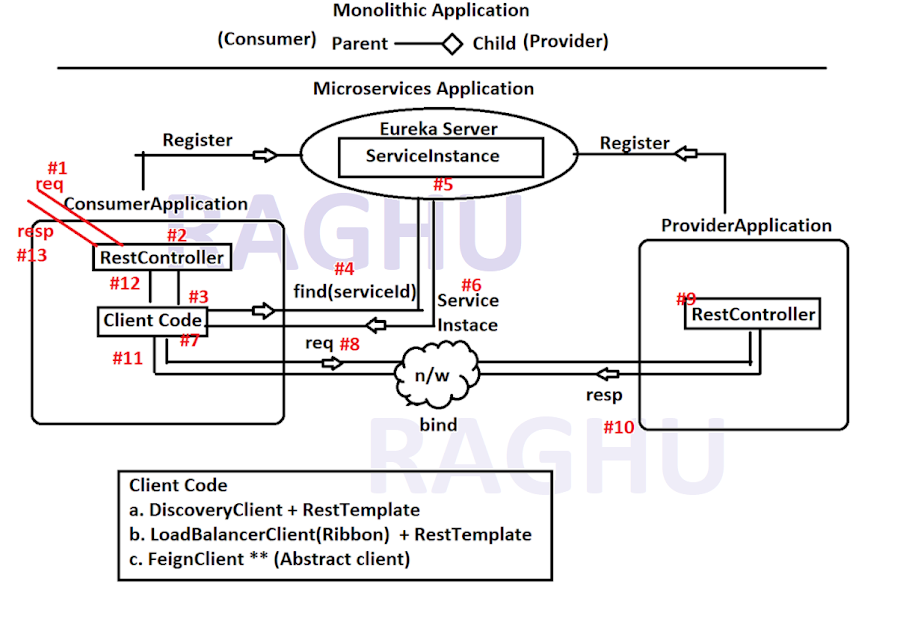 Monolithic Application
(Consumer) Parent Child (Provider)
Microservices Application
Eureka Server
ServiceInstance
#5
Register
Register
#1
req
ConsumerApplication
resp
#13
#2
RestController
#12
#3
Client Code
#7
#11
#4
find(serviceId)
#6
Service
Instace
req #8
n/w
bind
ProviderApplication
#9
RestController
resp
#10
RAGHU
RAGHU
Client Code
a. DiscoveryClient + RestTemplate
b. LoadBalancerClient(Ribbon) + RestTemplate
c. FeignClient ** (Abstract client)